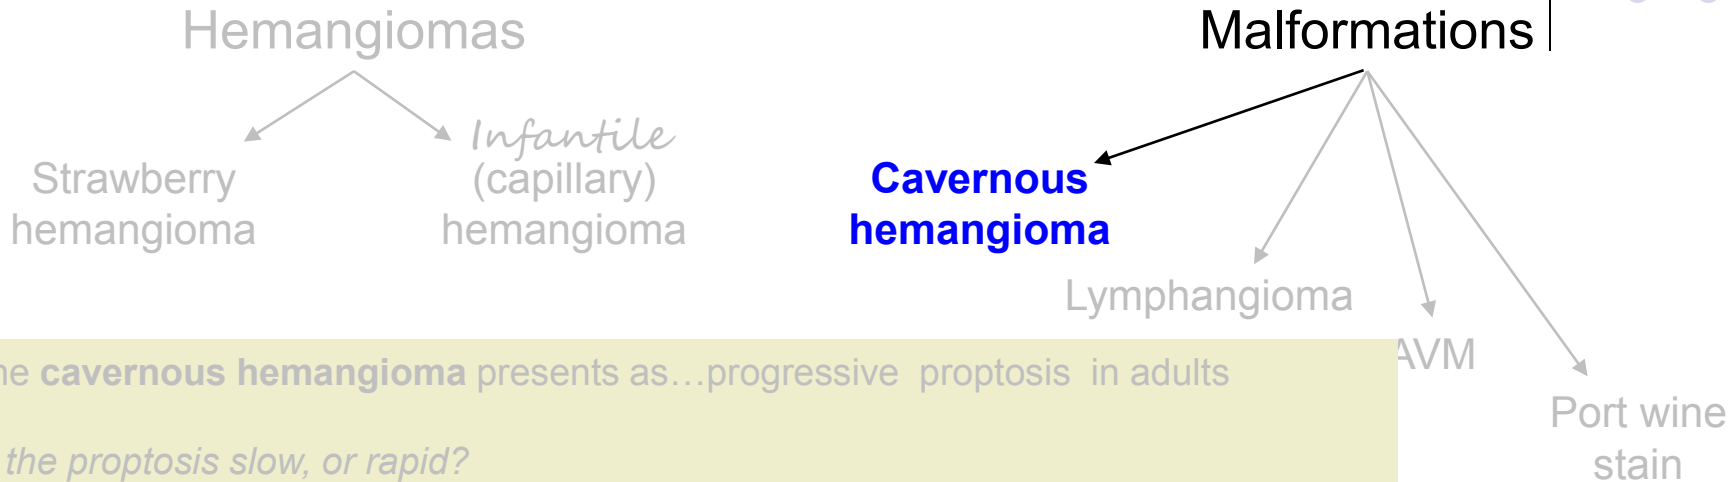 Hemangiomas
Malformations
Strawberry
hemangioma
Infantile
(capillary)
hemangioma
Cavernous
hemangioma
Lymphangioma
AVM
Port wine
stain
cavernous hemangioma presents as…progressive proptosis in adults
the proptosis slow, or rapid?